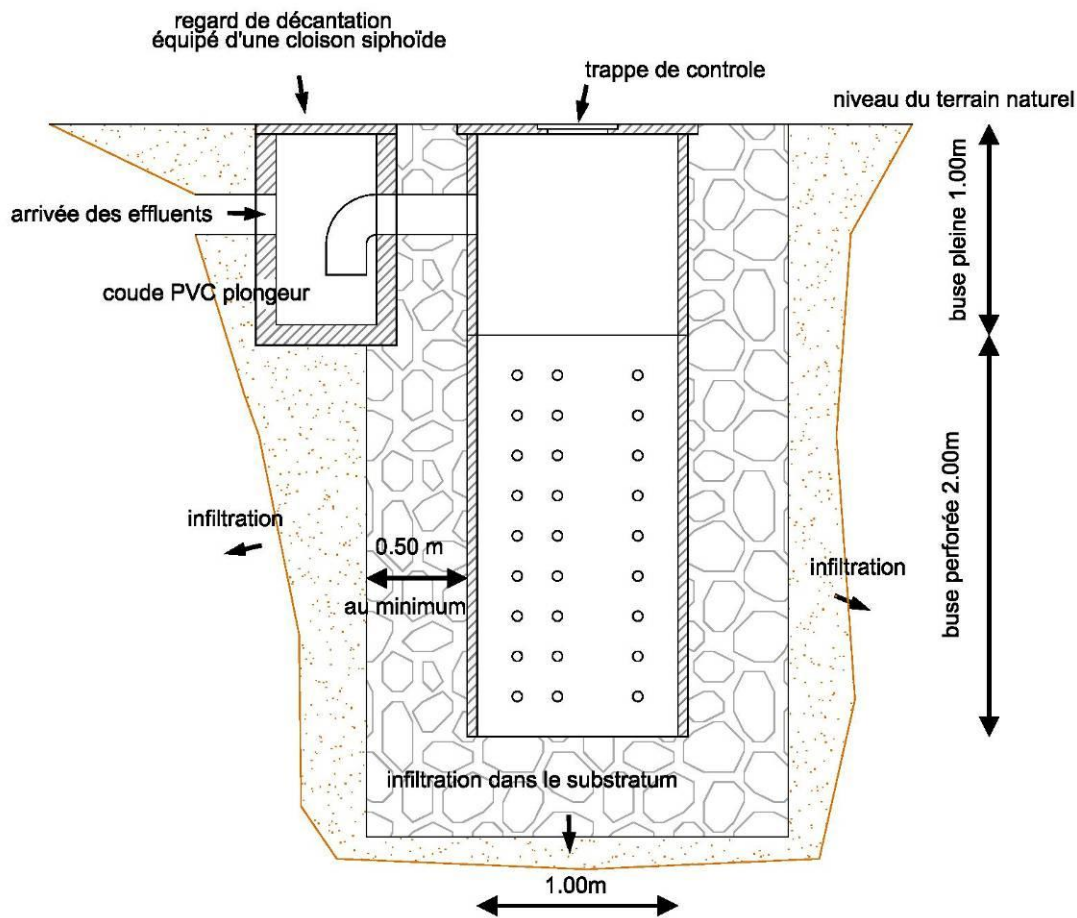 regard de décantation
équipé d'une cloison siphoïde
trappe de controle
niveau du terrain naturel
arrivée des effluents
buse pleine 1.00m
coude PVC plongeur
infiltration
0.50 m
au minimum
infiltration
buse perforée 2.00m
infiltration dans le substratum
1.00m